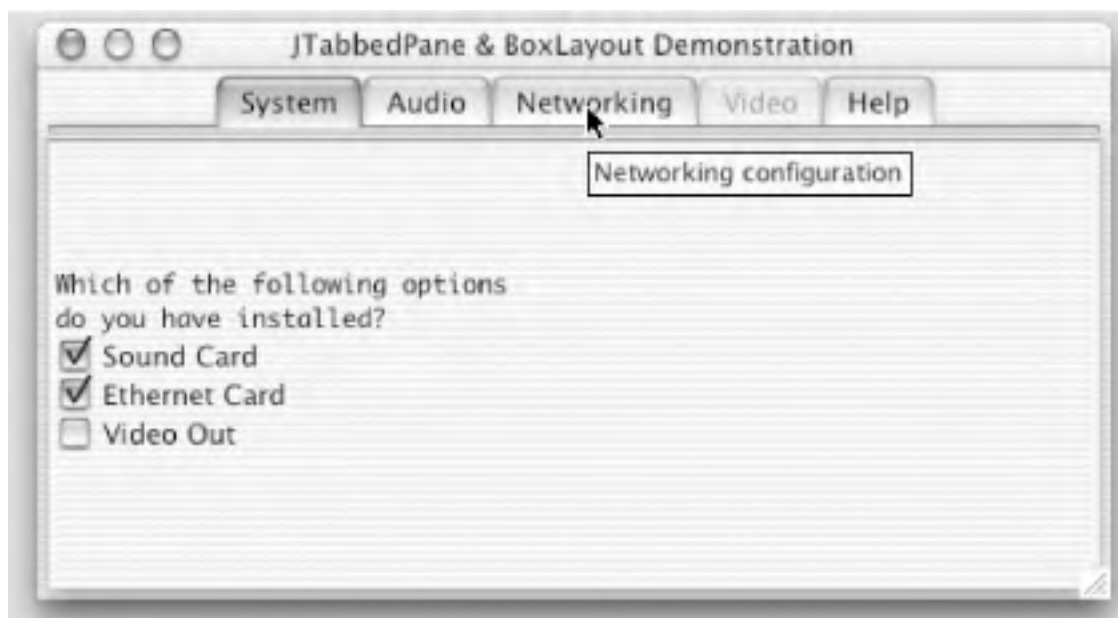 JTabbedPane & BoxLayout Demonstration
System Audio Networking Video Help
Networking configuration
Which of the following options
do you have installed?
Sound Card
Ethernet Card
Video Out